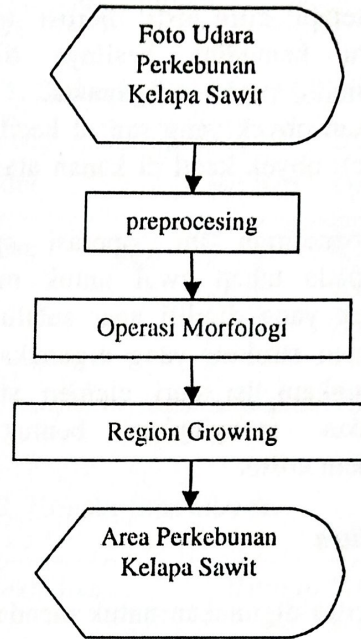 Foto Udara
Perkebunan
Kelapa Sawit
preprocesing
Operasi Morfologi
Region Growing
Area Perkebunan
Kelapa Sawit